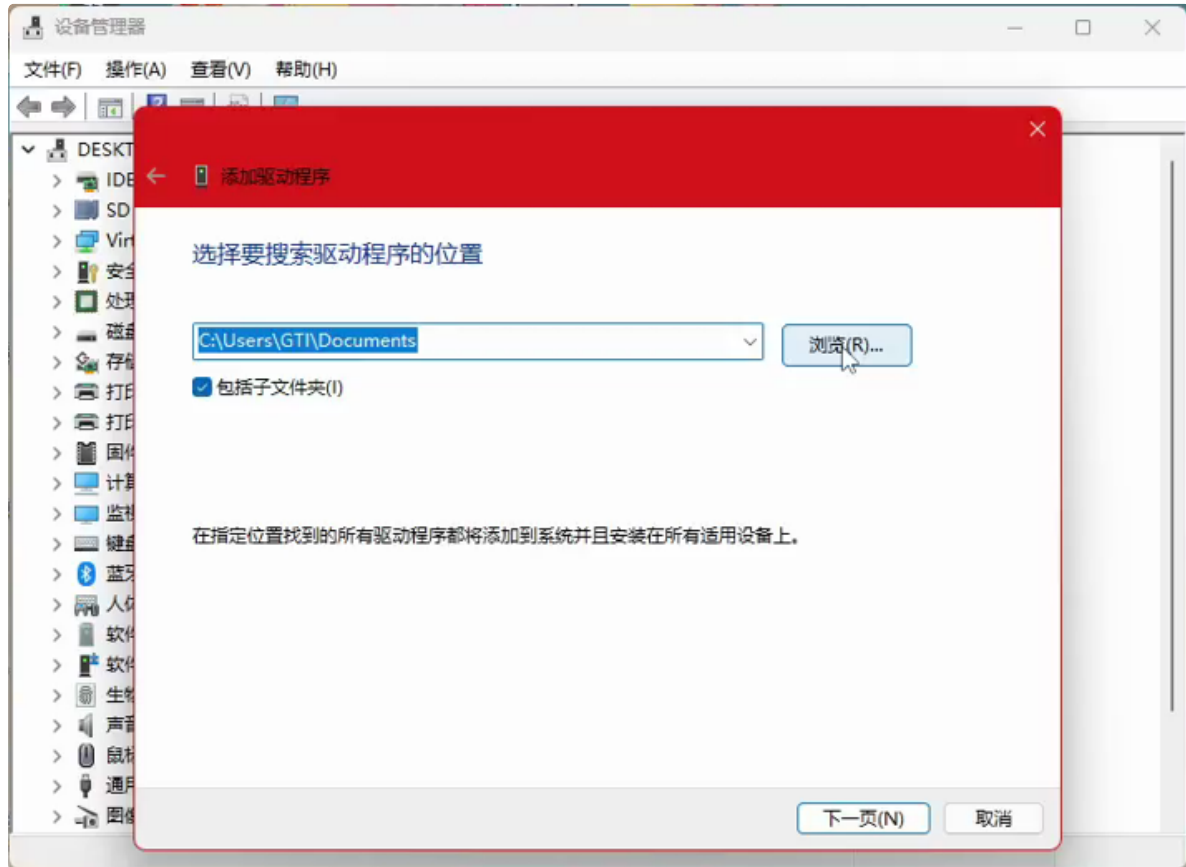 设备管理器
文件(F) 操作(A) 查看(V) 帮助(H)
添加驱动程序
选择要搜索驱动程序的位置
C:\Users\GTI\Documents
浏览(R)...
包括子文件夹(I)
在指定位置找到的所有驱动程序都将添加到系统并且安装在所有适用设备上。
下一页(N) 取消
DESKT
IDE
SD
Virt
安全
处理
磁盘
存储
打印
打印
固件
计算
监视
键盘
蓝牙
人体
软件
软件
生物
声音
鼠标
通用
图像